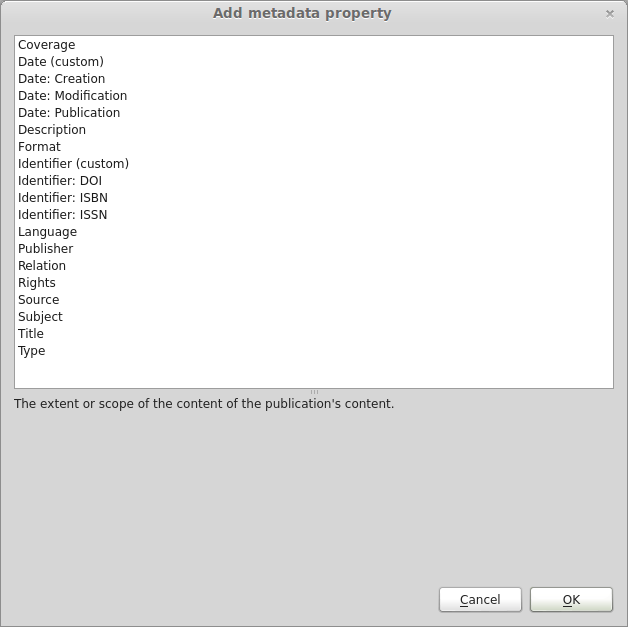 Add metadata property
Coverage
Date (custom)
Date: Creation
Date: Modification
Date: Publication
Description
Format
Identifier (custom)
Identifier: DOI
Identifier: ISBN
Identifier: ISSN
Language
Publisher
Relation
Rights
Source
Subject
Title
Type
The extent or scope of the content of the publication's content.
Cancel
OK